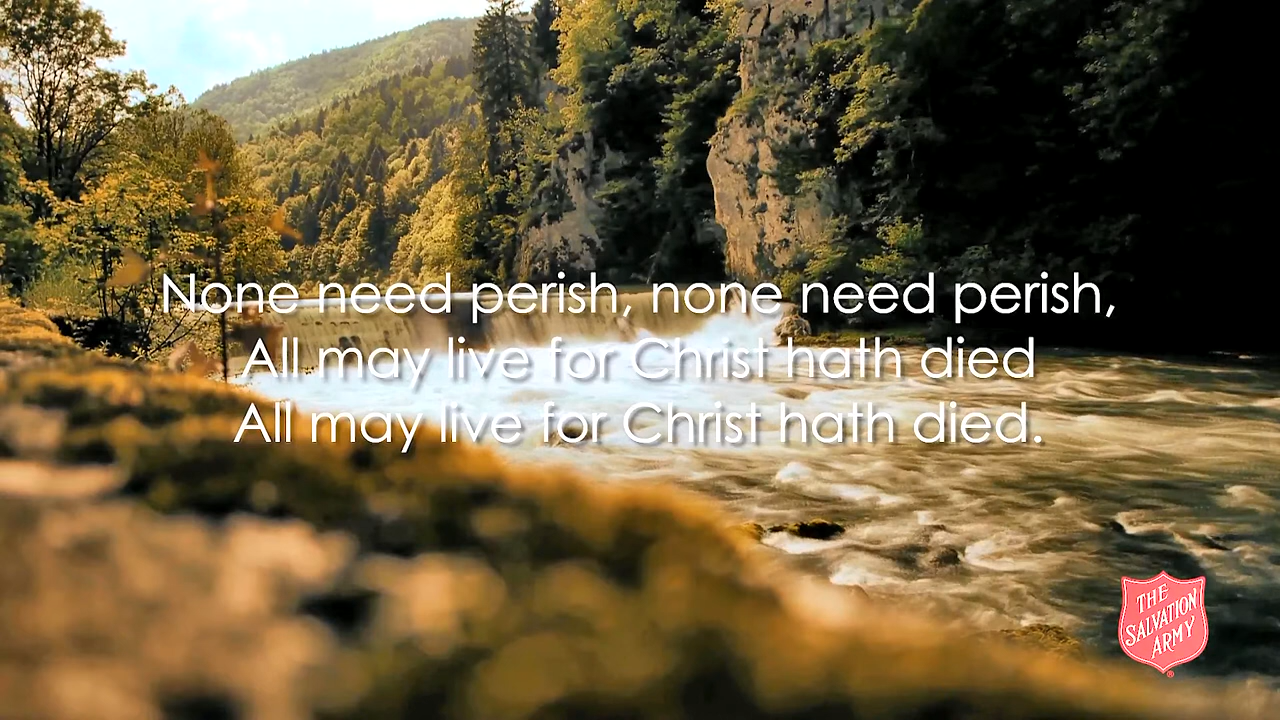 None need perish, none need perish,
All may live for Christ hath died
All may live for Christ hath died.
THE
SALVATION
ARMY
®